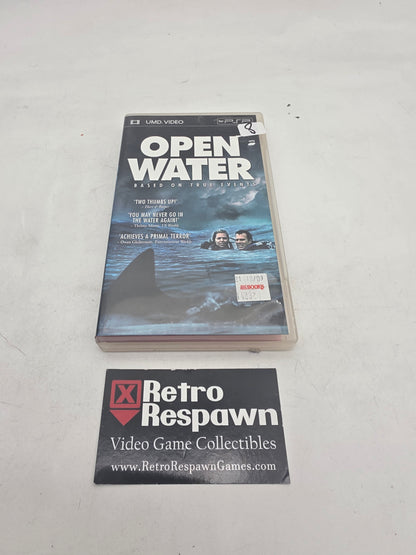 UMD VIDEO PSP
8
OPEN
WATER
BASED ON TRUE EVENTS
"TWO THUMBS UP!"
"YOU MAY NEVER GO IN
THE WATER AGAIN!"
"ACHIEVES A PRIMAL TERROR"
REBOOKS
X Retro
Respawn
Video Game Collectibles
www.RetroRespawnGames.com